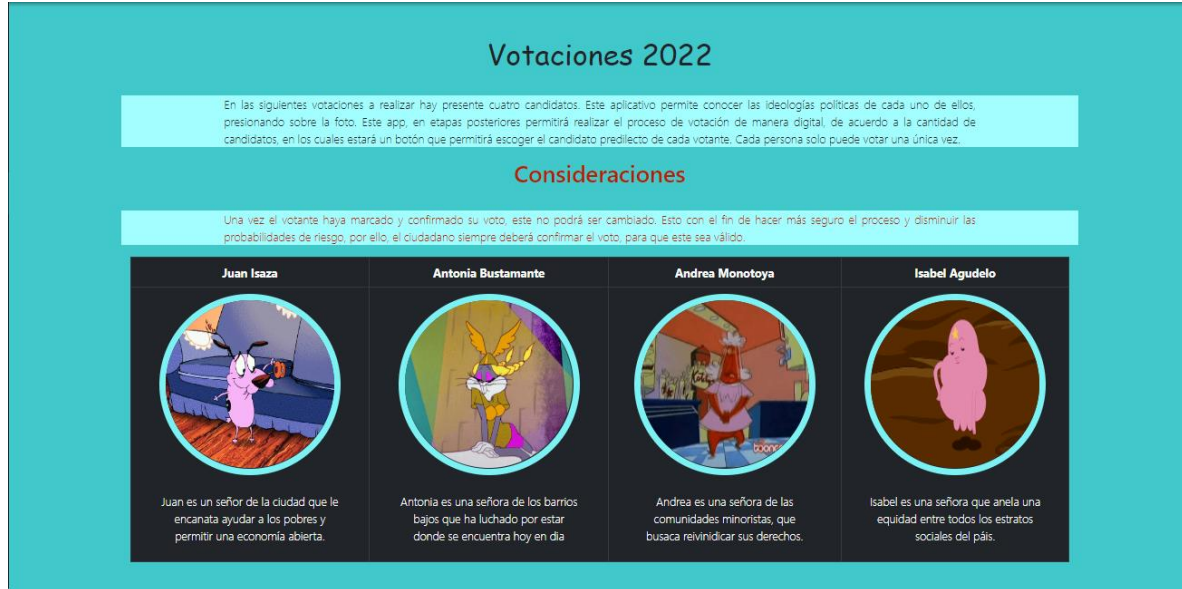 Votaciones 2022
En las siguientes votaciones a realizar hay presente cuatro candidatos. Este aplicativo permite conocer las ideologías políticas de cada uno de ellos,
presionando sobre la foto. Este app, en etapas posteriores permitirá realizar el proceso de votación de manera digital, de acuerdo a la cantidad de
candidatos, en los cuales estará un botón que permitirá escoger el candidato predilecto de cada votante. Cada persona solo puede votar una única vez.
Consideraciones
Una vez el votante haya marcado y confirmado su voto, este no podrá ser cambiado. Esto con el fin de hacer más seguro el proceso y disminuir las
probabilidades de riesgo, por ello, el ciudadano siempre deberá confirmar el voto, para que este sea válido.
Juan Isaza
Antonia Bustamante
Andrea Monotoya
Isabel Agudelo
Juan es un señor de la ciudad que le
encanata ayudar a los pobres y
permitir una economía abierta.
Antonia es una señora de los barrios
bajos que ha luchado por estar
donde se encuentra hoy en dia
Andrea es una señora de las
comunidades minoristas, que
busaca reivinidicar sus derechos.
Isabel es una señora que anela una
equidad entre todos los estratos
sociales del páis.